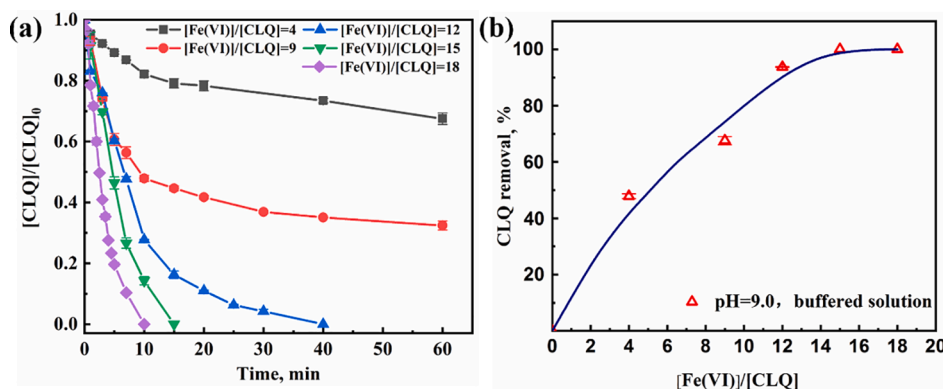 (a)
[Fe(VI)]/[CLQ]=4
[Fe(VI)]/[CLQ]=12
[Fe(VI)]/[CLQ]=9
[Fe(VI)]/[CLQ]=15
[Fe(VI)]/[CLQ]=18
1.0
0.8
0.6
0.4
0.2
0.0
[CLQ]/[CLQ]0
0 10 20 30 40 50 60
Time, min
(b)
100
80
60
40
20
CLQ removal, %
pH=9.0，buffered solution
0 2 4 6 8 10 12 14 16 18 20
[Fe(VI)]/[CLQ]